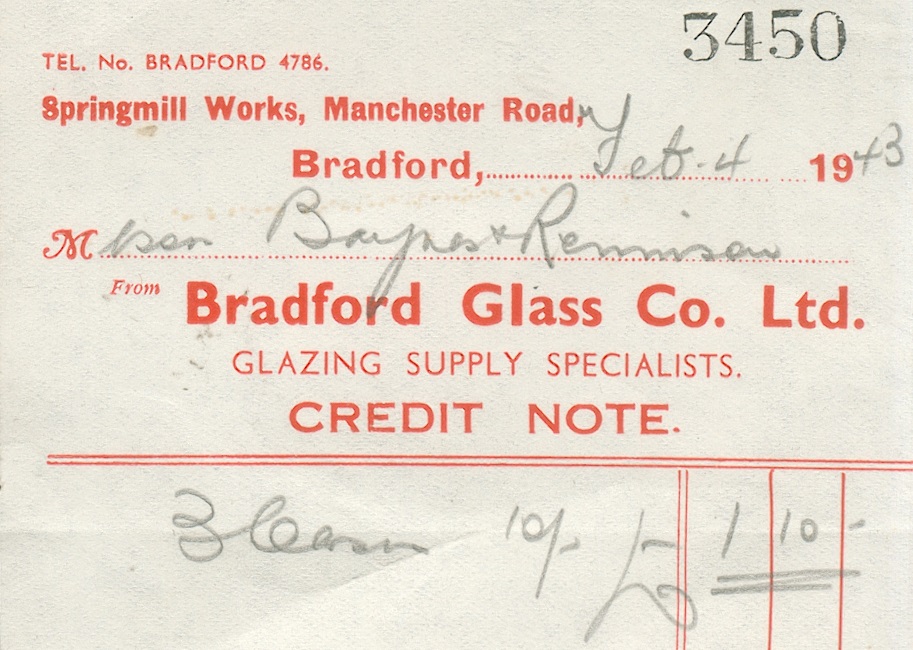 3450
TEL. No. BRADFORD 4786.
Springmill Works, Manchester Road,
Bradford, Feb. 4 1943
Messrs Baynes & Rennison
From Bradford Glass Co. Ltd.
GLAZING SUPPLY SPECIALISTS.
CREDIT NOTE.
3 Cases 10/- £ 1 10 -